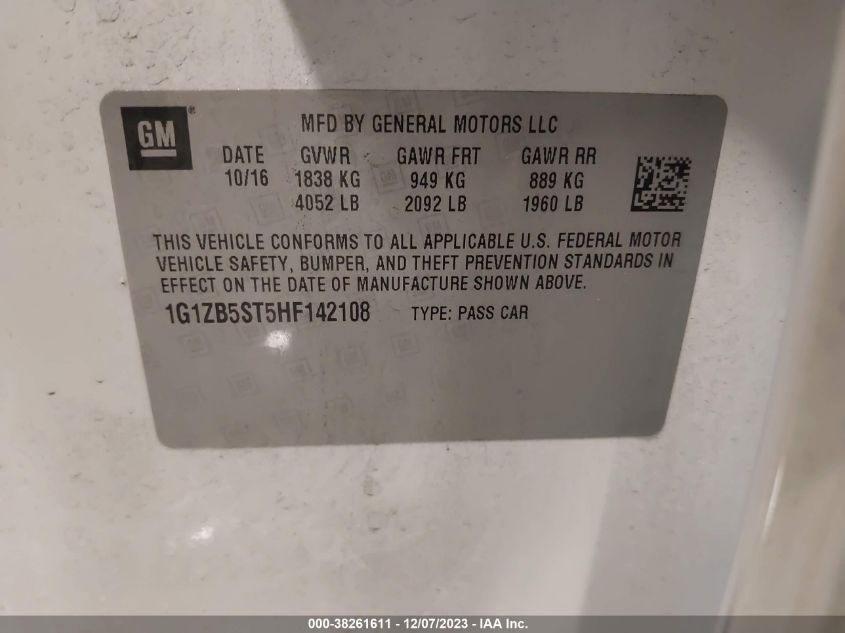 GM®
MFD BY GENERAL MOTORS LLC
DATE GVWR GAWR FRT GAWR RR
10/16 1838 KG 949 KG 889 KG
4052 LB 2092 LB 1960 LB
THIS VEHICLE CONFORMS TO ALL APPLICABLE U.S. FEDERAL MOTOR
VEHICLE SAFETY, BUMPER, AND THEFT PREVENTION STANDARDS IN
EFFECT ON THE DATE OF MANUFACTURE SHOWN ABOVE.
1G1ZB5ST5HF142108 TYPE: PASS CAR
000-38261611 - 12/07/2023 - IAA Inc.